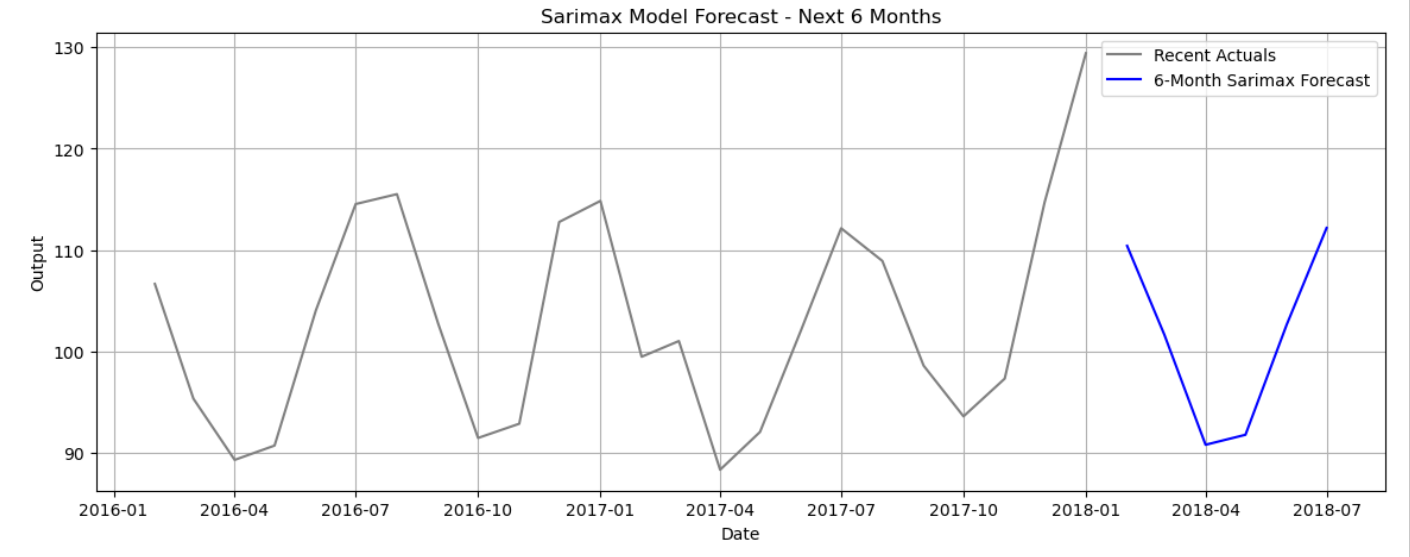 Sarimax Model Forecast - Next 6 Months
130
120
110
100
90
Output
Recent Actuals
6-Month Sarimax Forecast
2016-01 2016-04 2016-07 2016-10 2017-01 2017-04 2017-07 2017-10 2018-01 2018-04 2018-07
Date